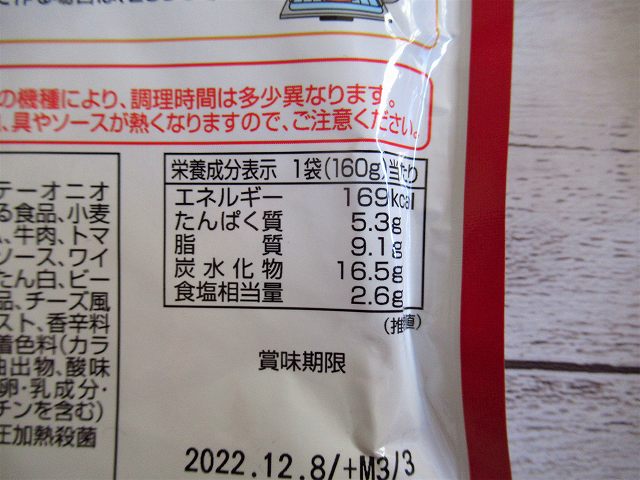 の機種により、調理時間は多少異なります。
、具やソースが熱くなりますので、ご注意ください。
テーオニオ
る食品、小麦
、牛肉、トマ
ソース、ワイ
たん白、ビー
品、チーズ風
スト、香辛料
着色料(カラ
抽出物、酸味
卵・乳成分・
チンを含む)
圧加熱殺菌
栄養成分表示 1袋(160g)当たり
エネルギー 169kcal
たんぱく質 5.3g
脂質 9.1g
炭水化物 16.5g
食塩相当量 2.6g
(推定値)
賞味期限
2022.12.8/+M3/3